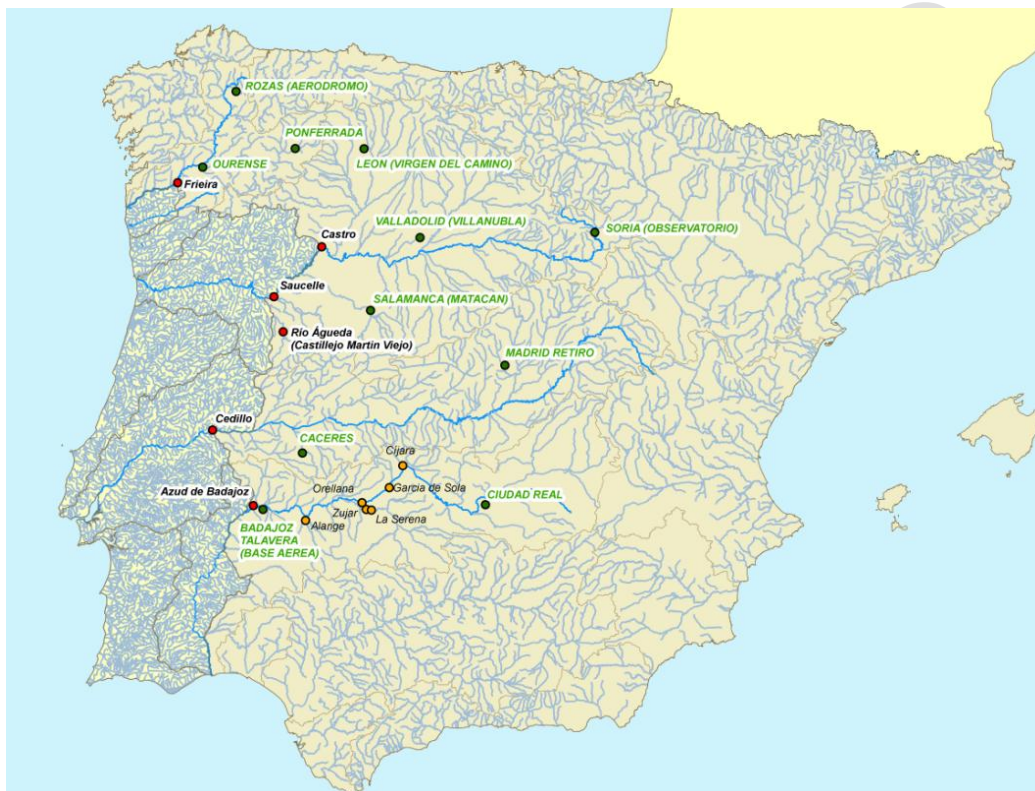 ROZAS (AERODROMO)
PONFERRADA
OURENSE
LEON (VIRGEN DEL CAMINO)
Frieira
VALLADOLID (VILLANUBLA)
SORIA (OBSERVATORIO)
Castro
Saucelle
SALAMANCA (MATACAN)
Río Águeda
(Castillejo Martin Viejo)
MADRID RETIRO
Cedillo
CACERES
Cijara
Azud de Badajoz
Orellana
Garcia de Sola
CIUDAD REAL
Zujar
La Serena
Alange
BADAJOZ
TALAVERA
(BASE AEREA)